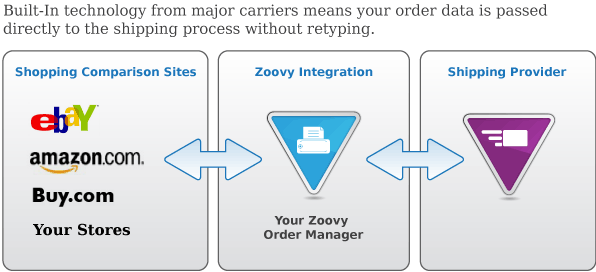 Built-In technology from major carriers means your order data is passed
directly to the shipping process without retyping.
Shopping Comparison Sites
ebaY
amazon.com.
Buy.com
Your Stores
Zoovy Integration
Your Zoovy
Order Manager
Shipping Provider